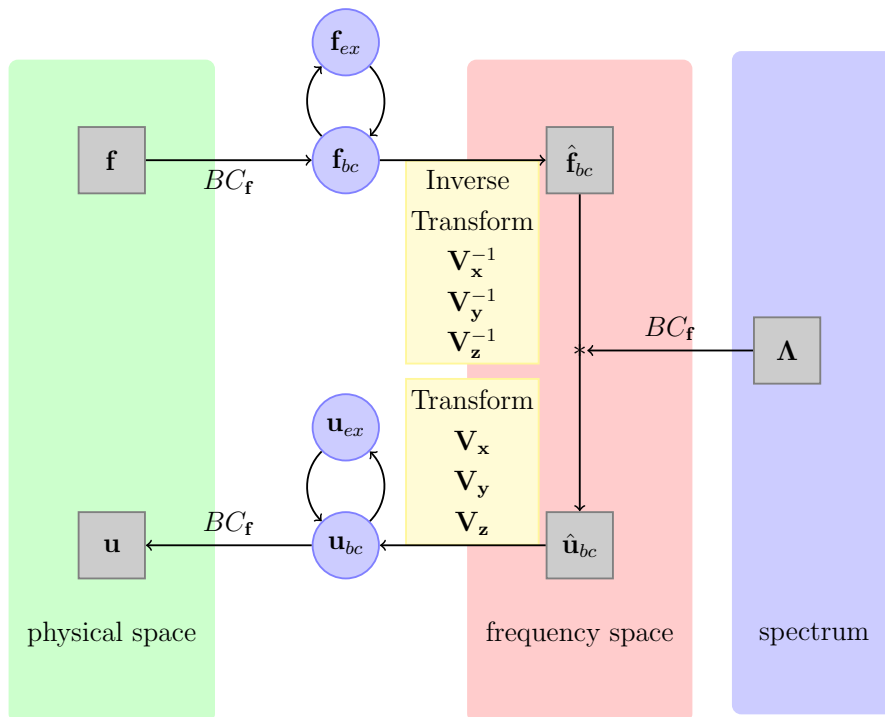 f_ex
f
BC_f
f_bc
f̂_bc
Inverse
Transform
V_x^{-1}
V_y^{-1}
V_z^{-1}
BC_f
Λ
*
Transform
V_x
V_y
V_z
u_ex
u
BC_f
u_bc
û_bc
physical space
frequency space
spectrum